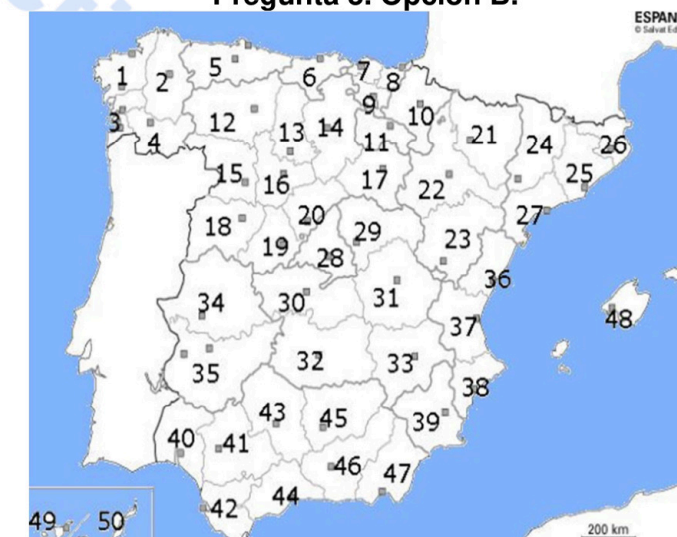 Pregunta 3. Opción B.
ESPAÑ
© Salvat Ed
1 2 5 6 7 8
3 4 12 13 14 9 11 10 21 24 26
15 16 17 22 25
18 19 20 29 23 27
28 36
34 30 31 37 48
35 32 33 38
43 45 39
40 41 46 47
42 44
49 50
200 km